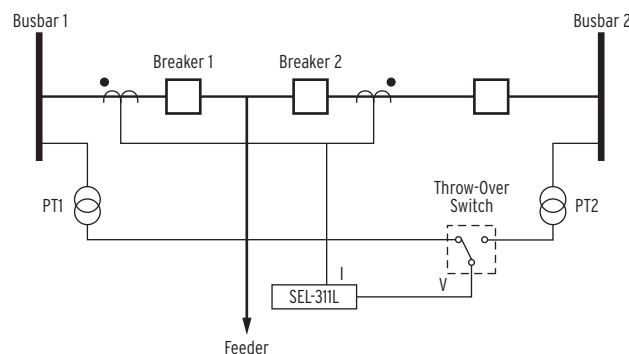 Busbar 1
Busbar 2
Breaker 1
Breaker 2
Throw-Over
Switch
PT1
PT2
I
V
SEL-311L
Feeder